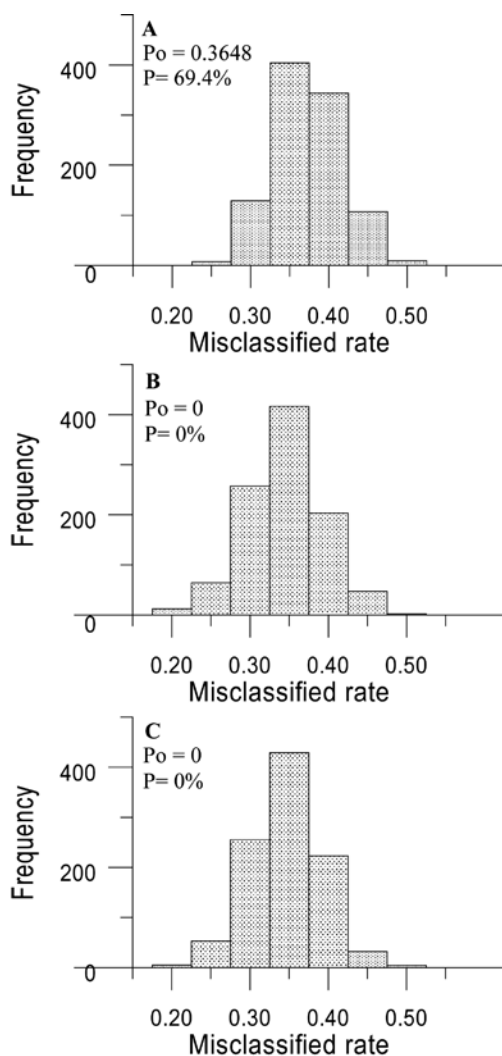 A
Po = 0.3648
P= 69.4%
400
200
0
Frequency
0.20 0.30 0.40 0.50
Misclassified rate
B
Po = 0
P= 0%
400
200
0
Frequency
0.20 0.30 0.40 0.50
Misclassified rate
C
Po = 0
P= 0%
400
200
0
Frequency
0.20 0.30 0.40 0.50
Misclassified rate